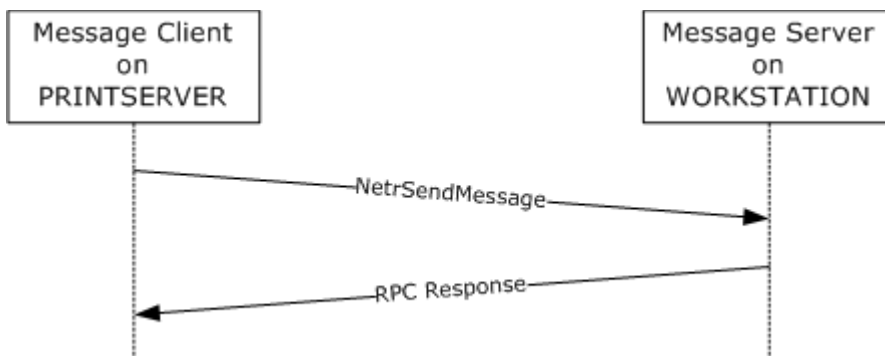 Message Client
on
PRINTSERVER
Message Server
on
WORKSTATION
NetrSendMessage
RPC Response